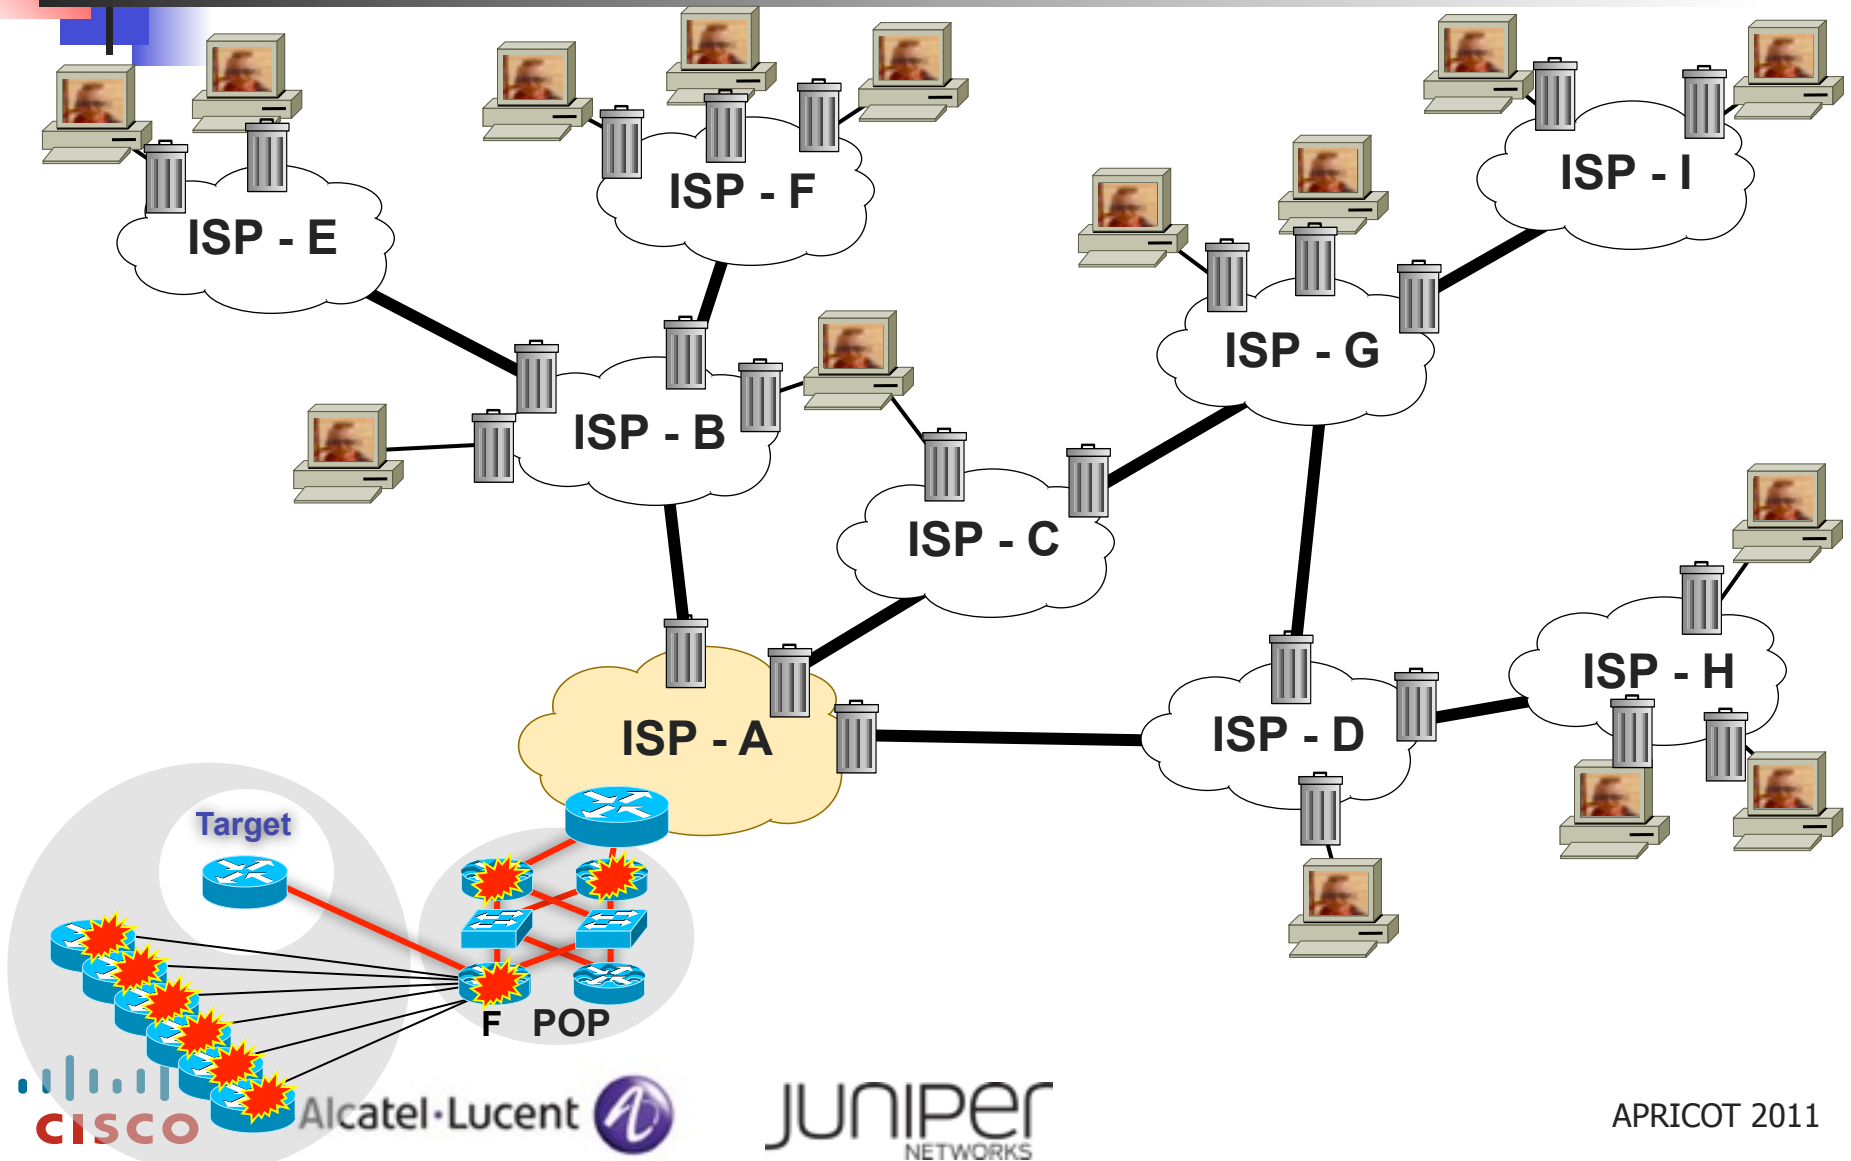 ISP - I
ISP - F
ISP - E
ISP - G
ISP - B
ISP - C
ISP - H
ISP - A
ISP - D
Target
F POP
CISCO
Alcatel·Lucent
JUNIPER
NETWORKS
APRICOT 2011